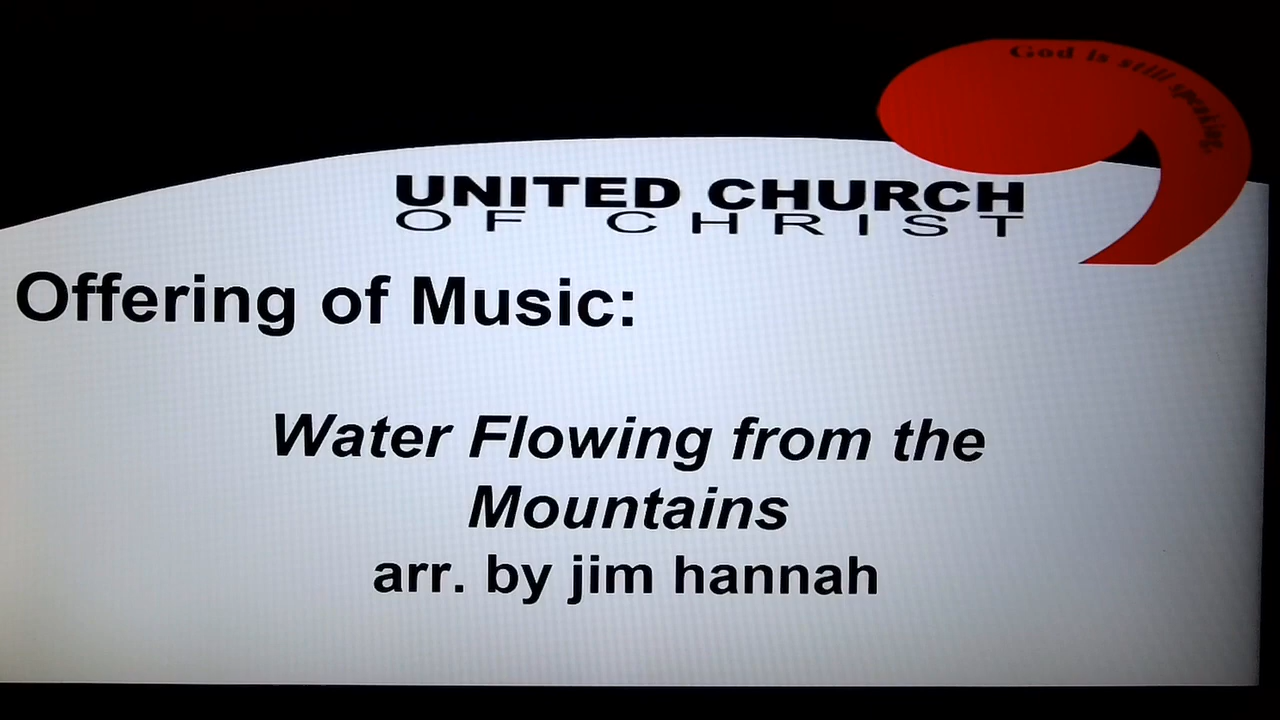 God is still speaking,
UNITED CHURCH
OF CHRIST
Offering of Music:
Water Flowing from the
Mountains
arr. by jim hannah